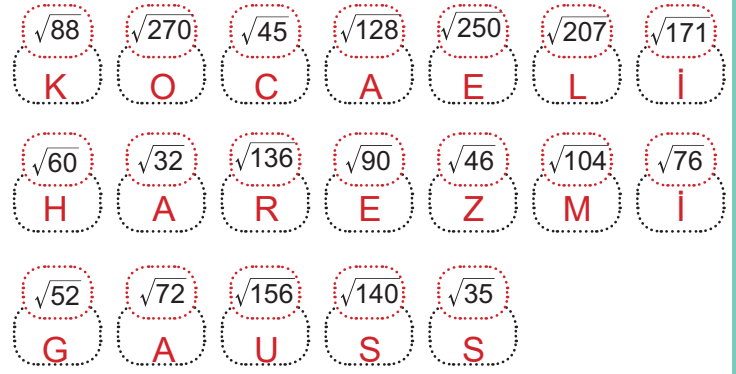 √88 √270 √45 √128 √250 √207 √171
K O C A E L İ
√60 √32 √136 √90 √46 √104 √76
H A R E Z M İ
√52 √72 √156 √140 √35
G A U S S